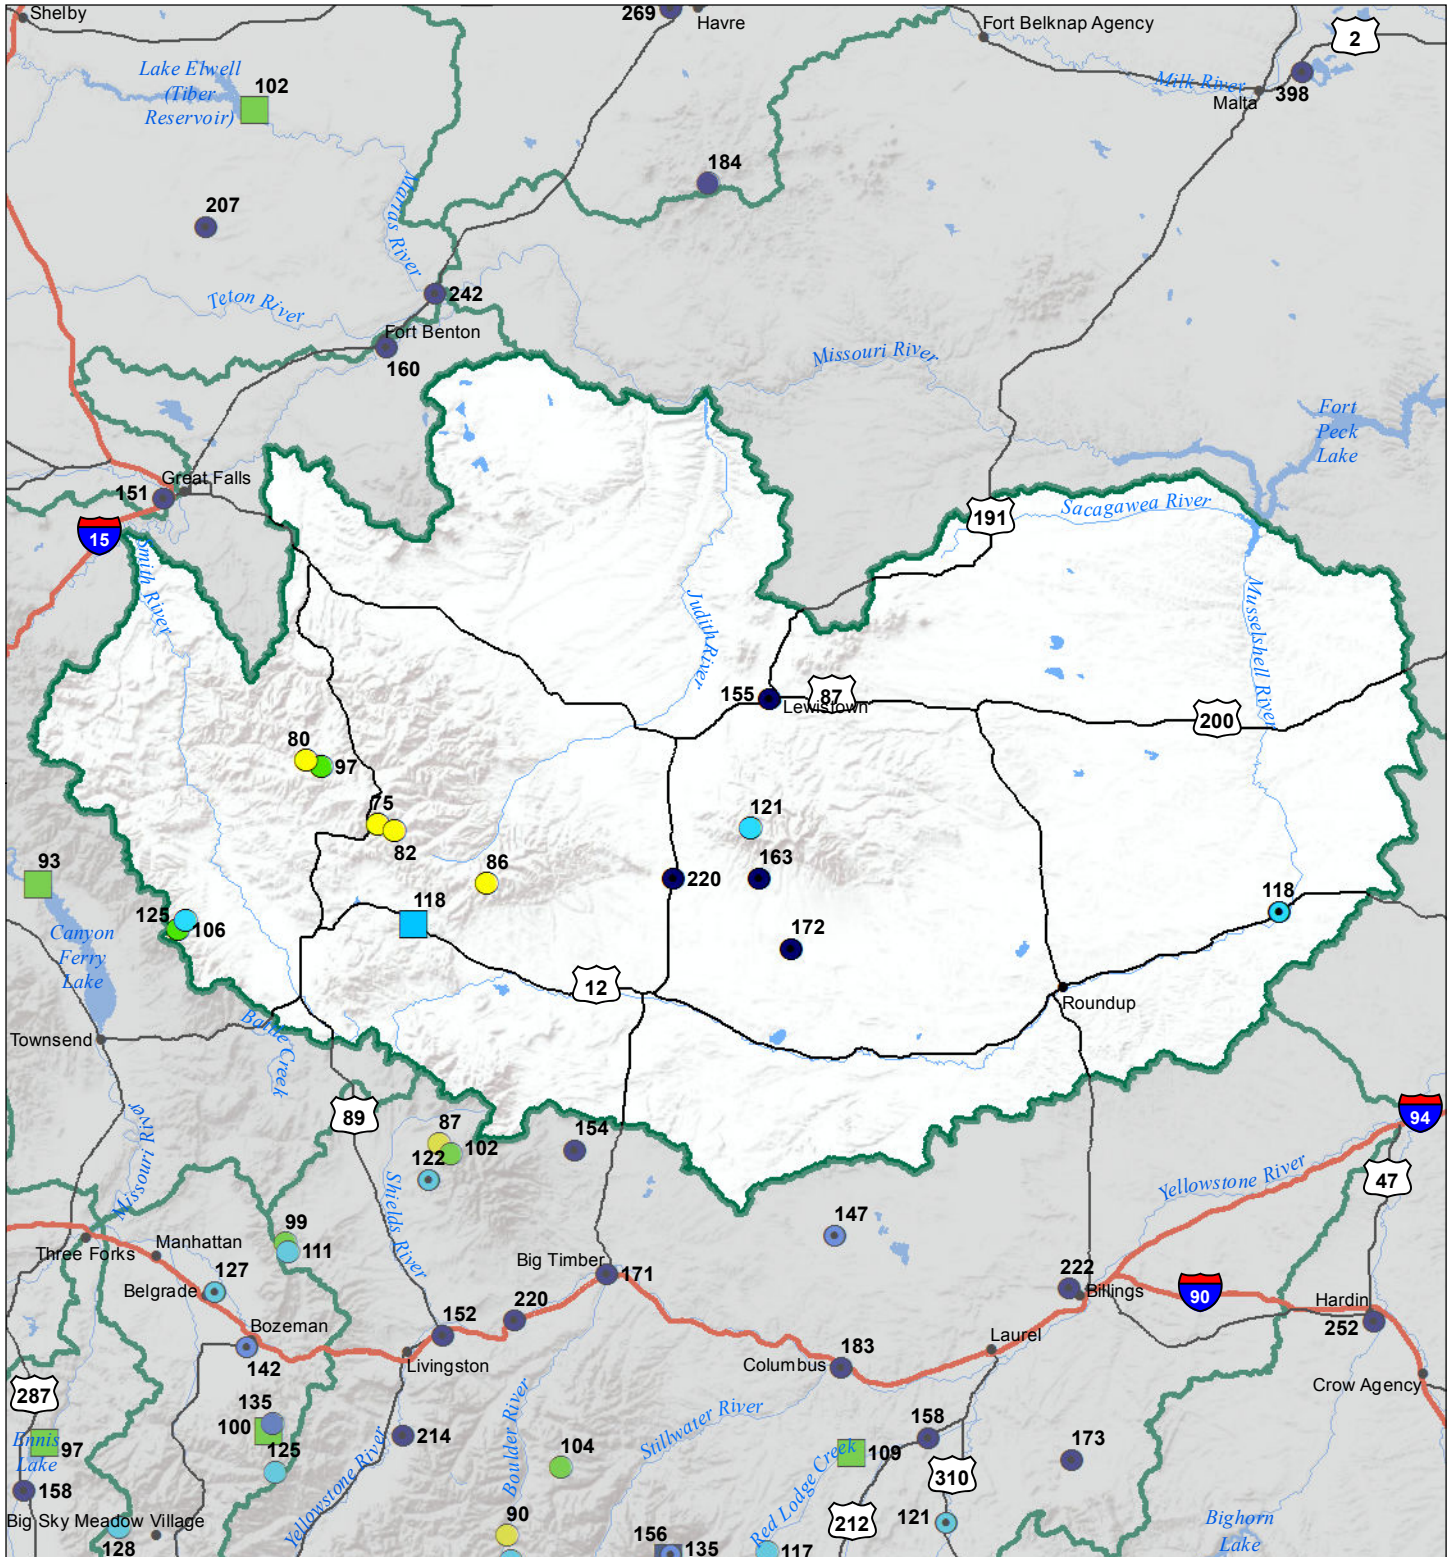 Shelby
269
Havre
Fort Belknap Agency
2
Lake Elwell
(Tiber
Reservoir)
102
Milk River
Malta
398
184
Marias River
207
Teton River
242
Fort Benton
160
Missouri River
Fort
Peck
Lake
Great Falls
151
15
191
Sacagawea River
Smith River
Judith River
Musselshell River
155
87
Lewistown
200
80
97
75
82
121
86
163
220
93
118
118
125
106
172
Canyon
Ferry
Lake
12
Roundup
Battle Creek
Townsend
89
94
Missouri River
87
102
154
122
47
Shields River
Yellowstone River
147
99
111
Three Forks
Manhattan
Big Timber
171
127
Belgrade
222
Billings
90
Hardin
252
220
152
Bozeman
142
Livingston
Laurel
Columbus
183
287
Crow Agency
135
100
Boulder River
Stillwater River
158
Ennis
Lake
97
214
125
104
109
173
310
Yellowstone River
Red Lodge Creek
158
Big Sky Meadow Village
128
90
156
135
117
212
121
Bighorn
Lake